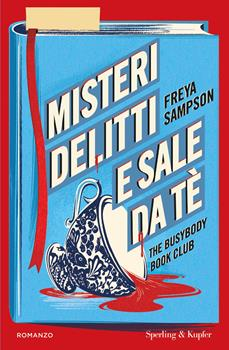 MISTERI
DELITTI
E SALE
DA TÈ
FREYA
SAMPSON
THE BUSYBODY
BOOK CLUB
ROMANZO
Sperling & Kupfer